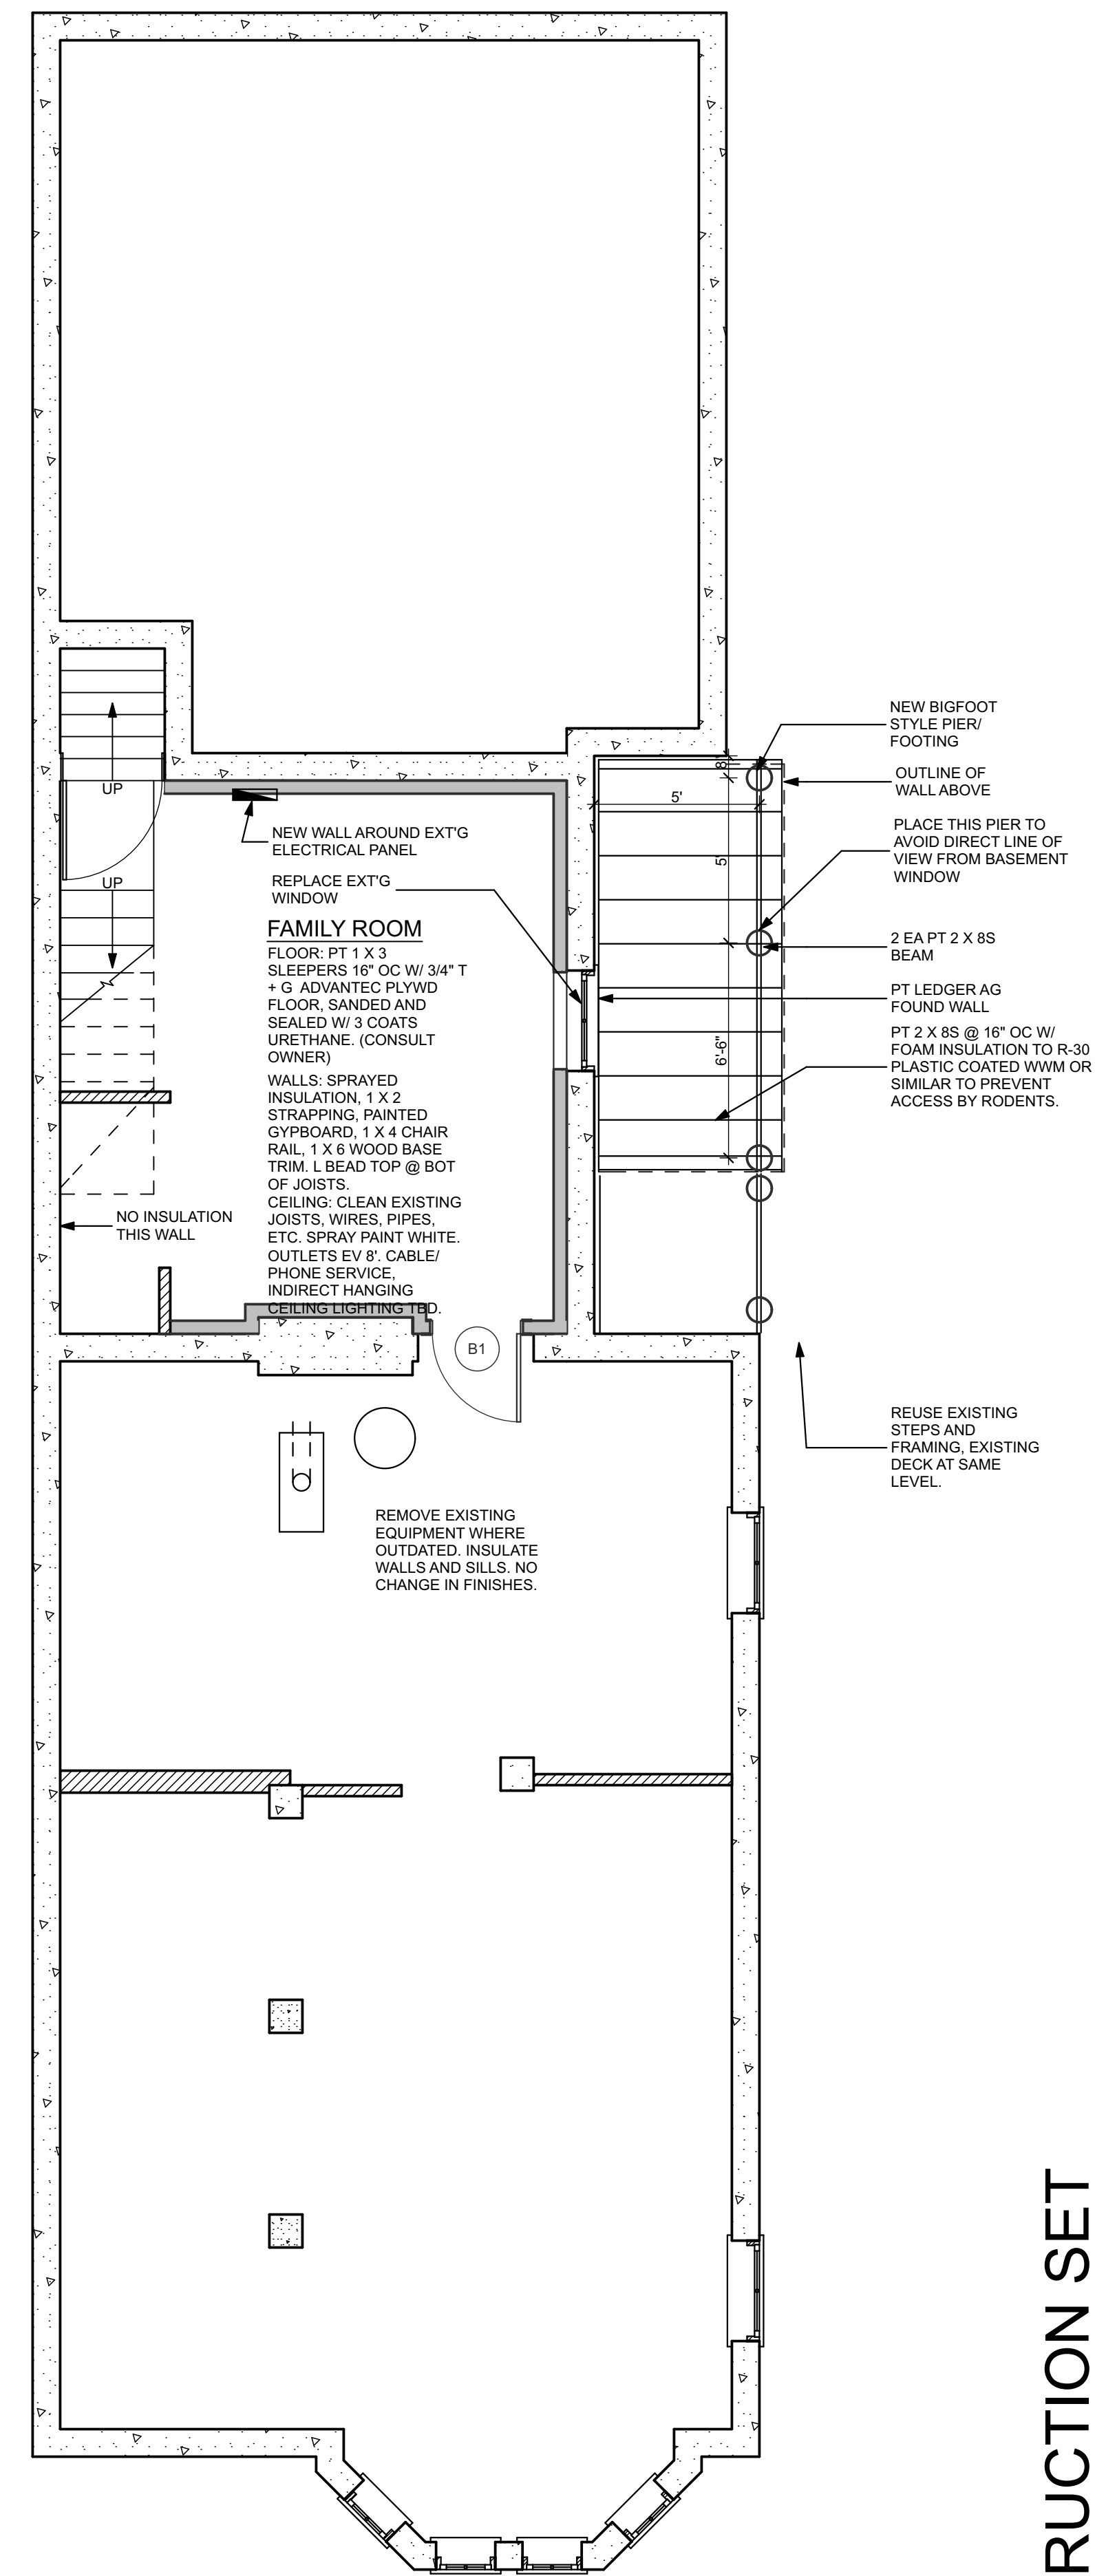 NEW BIGFOOT
STYLE PIER/
FOOTING
OUTLINE OF
WALL ABOVE
8"
5'
5'
6'-6"
PLACE THIS PIER TO
AVOID DIRECT LINE OF
VIEW FROM BASEMENT
WINDOW
2 EA PT 2 X 8S
BEAM
PT LEDGER AG
FOUND WALL
PT 2 X 8S @ 16" OC W/
FOAM INSULATION TO R-30
PLASTIC COATED WWM OR
SIMILAR TO PREVENT
ACCESS BY RODENTS.
UP
UP
NEW WALL AROUND EXT'G
ELECTRICAL PANEL
REPLACE EXT'G
WINDOW
FAMILY ROOM
FLOOR: PT 1 X 3
SLEEPERS 16" OC W/ 3/4" T
+ G ADVANTEC PLYWD
FLOOR, SANDED AND
SEALED W/ 3 COATS
URETHANE. (CONSULT
OWNER)
WALLS: SPRAYED
INSULATION, 1 X 2
STRAPPING, PAINTED
GYPBOARD, 1 X 4 CHAIR
RAIL, 1 X 6 WOOD BASE
TRIM. L BEAD TOP @ BOT
OF JOISTS.
CEILING: CLEAN EXISTING
JOISTS, WIRES, PIPES,
ETC. SPRAY PAINT WHITE.
OUTLETS EV 8'. CABLE/
PHONE SERVICE,
INDIRECT HANGING
CEILING LIGHTING TBD.
NO INSULATION
THIS WALL
B1
REUSE EXISTING
STEPS AND
FRAMING, EXISTING
DECK AT SAME
LEVEL.
REMOVE EXISTING
EQUIPMENT WHERE
OUTDATED. INSULATE
WALLS AND SILLS. NO
CHANGE IN FINISHES.
RUCTION SET